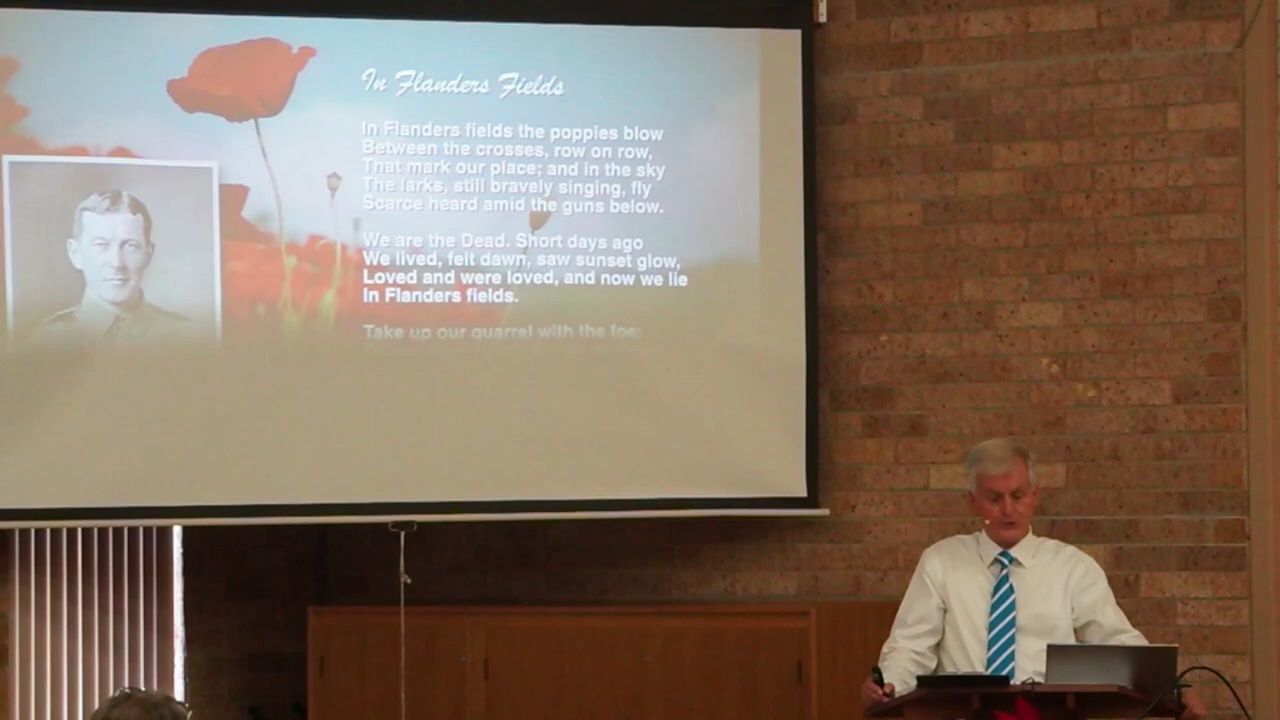 In Flanders Fields
In Flanders fields the poppies blow
Between the crosses, row on row,
That mark our place; and in the sky
The larks, still bravely singing, fly
Scarce heard amid the guns below.
We are the Dead. Short days ago
We lived, felt dawn, saw sunset glow,
Loved and were loved, and now we lie
In Flanders fields.
Take up our quarrel with the foe: